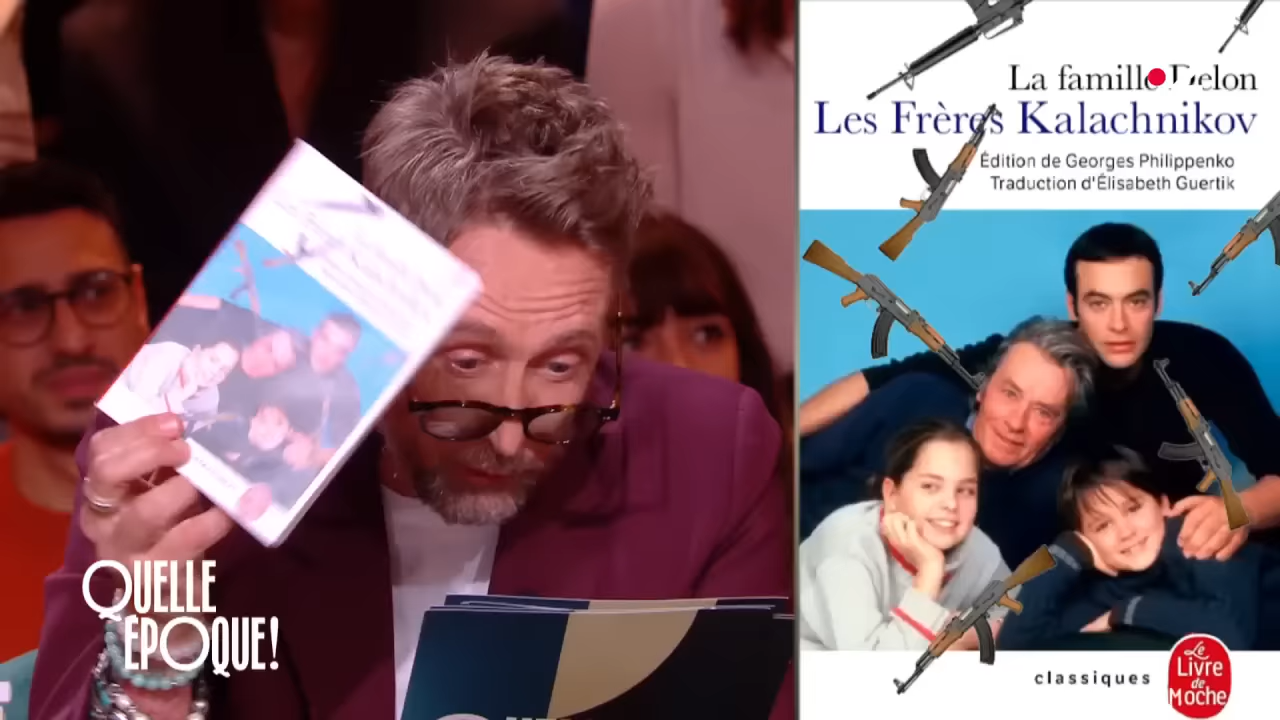 La famille Delon
Les Frères Kalachnikov
Édition de Georges Philippenko
Traduction d'Élisabeth Guertik
QUELLE
ÉPOQUE!
classiques
Le
Livre
de
Moche